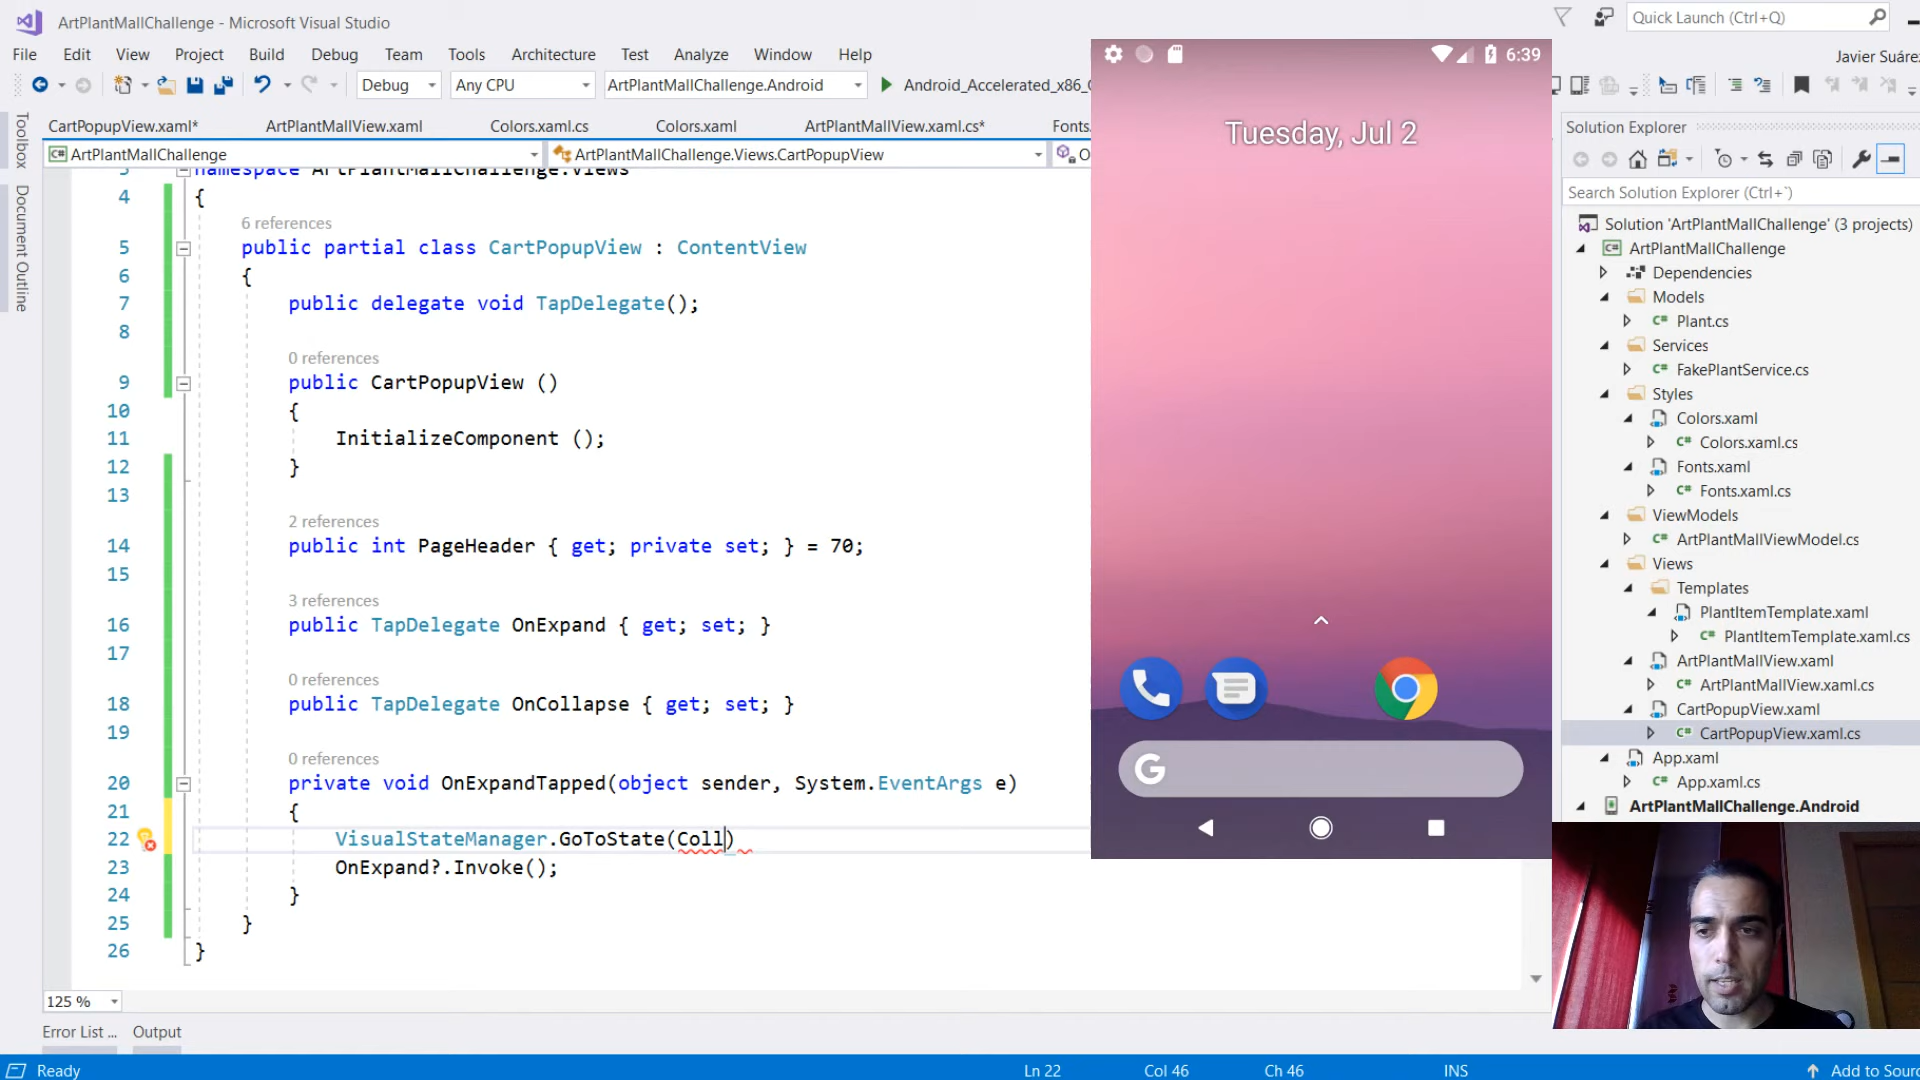 ArtPlantMallChallenge - Microsoft Visual Studio
Quick Launch (Ctrl+Q)
File Edit View Project Build Debug Team Tools Architecture Test Analyze Window Help
Javier Suáre
Debug Any CPU ArtPlantMallChallenge.Android Android_Accelerated_x86_
CartPopupView.xaml* ArtPlantMallView.xaml Colors.xaml.cs Colors.xaml ArtPlantMallView.xaml.cs* Fonts
ArtPlantMallChallenge ArtPlantMallChallenge.Views.CartPopupView
Toolbox
Document Outline
3 namespace ArtPlantMallChallenge.Views
4 {
6 references
5 public partial class CartPopupView : ContentView
6 {
7 public delegate void TapDelegate();
8
0 references
9 public CartPopupView ()
10 {
11 InitializeComponent ();
12 }
13
2 references
14 public int PageHeader { get; private set; } = 70;
15
3 references
16 public TapDelegate OnExpand { get; set; }
17
0 references
18 public TapDelegate OnCollapse { get; set; }
19
0 references
20 private void OnExpandTapped(object sender, System.EventArgs e)
21 {
22 VisualStateManager.GoToState(Coll)
23 OnExpand?.Invoke();
24 }
25 }
26 }
125 %
Error List ... Output
Ready Ln 22 Col 46 Ch 46 INS Add to Sourc
6:39
Tuesday, Jul 2
G
Solution Explorer
Search Solution Explorer (Ctrl+`)
Solution 'ArtPlantMallChallenge' (3 projects)
ArtPlantMallChallenge
Dependencies
Models
Plant.cs
Services
FakePlantService.cs
Styles
Colors.xaml
Colors.xaml.cs
Fonts.xaml
Fonts.xaml.cs
ViewModels
ArtPlantMallViewModel.cs
Views
Templates
PlantItemTemplate.xaml
PlantItemTemplate.xaml.cs
ArtPlantMallView.xaml
ArtPlantMallView.xaml.cs
CartPopupView.xaml
CartPopupView.xaml.cs
App.xaml
App.xaml.cs
ArtPlantMallChallenge.Android